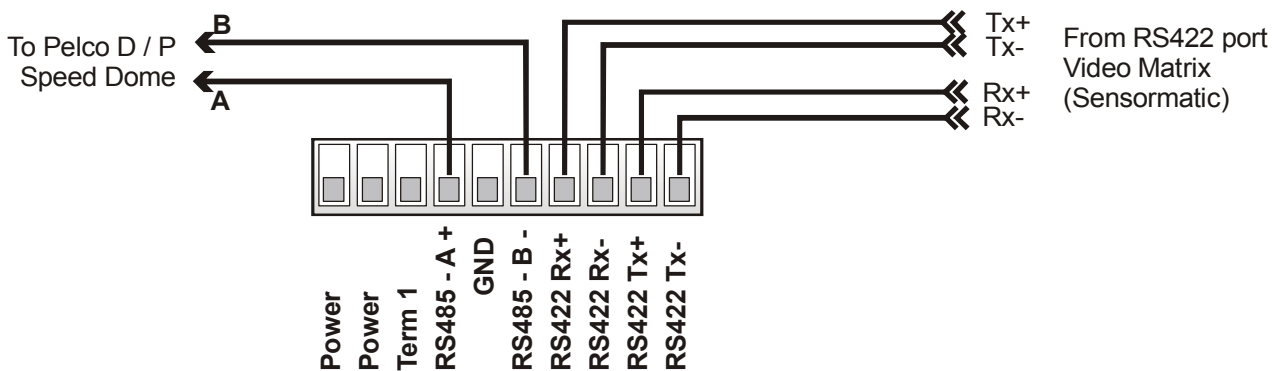 B
To Pelco D / P
Speed Dome
A
Tx+
Tx-
Rx+
Rx-
From RS422 port
Video Matrix
(Sensormatic)
Power
Power
Term 1
RS485 - A +
GND
RS485 - B -
RS422 Rx+
RS422 Rx-
RS422 Tx+
RS422 Tx-